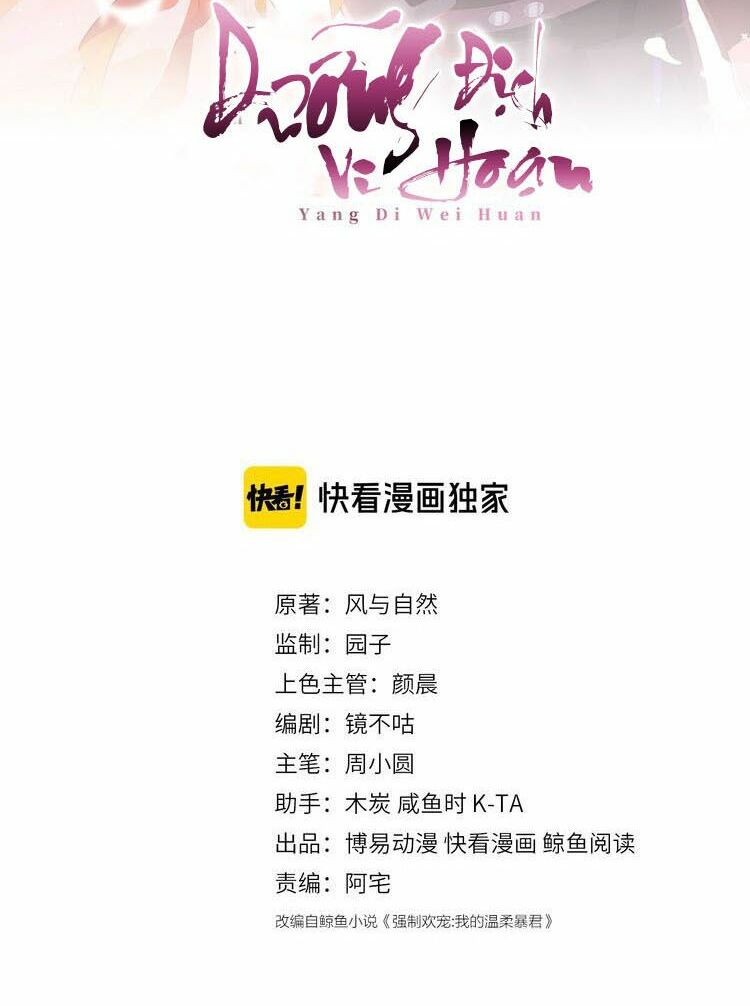 Dưỡng Địch
Vi Hoạn
Yang Di Wei Huan
快看! 快看漫画独家
原著：风与自然
监制：园子
上色主管：颜晨
编剧：镜不咕
主笔：周小圆
助手：木炭 咸鱼时 K-TA
出品：博易动漫 快看漫画 鲸鱼阅读
责编：阿宅
改编自鲸鱼小说《强制欢宠:我的温柔暴君》